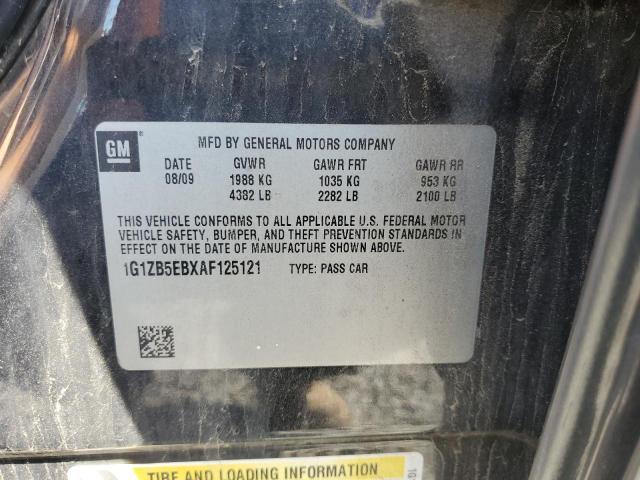 GM
MFD BY GENERAL MOTORS COMPANY
DATE GVWR GAWR FRT GAWR RR
08/09 1988 KG 1035 KG 953 KG
4382 LB 2282 LB 2100 LB
THIS VEHICLE CONFORMS TO ALL APPLICABLE U.S. FEDERAL MOTOR
VEHICLE SAFETY, BUMPER, AND THEFT PREVENTION STANDARDS IN
EFFECT ON THE DATE OF MANUFACTURE SHOWN ABOVE.
1G1ZB5EBXAF125121 TYPE: PASS CAR
TIRE AND LOADING INFORMATION